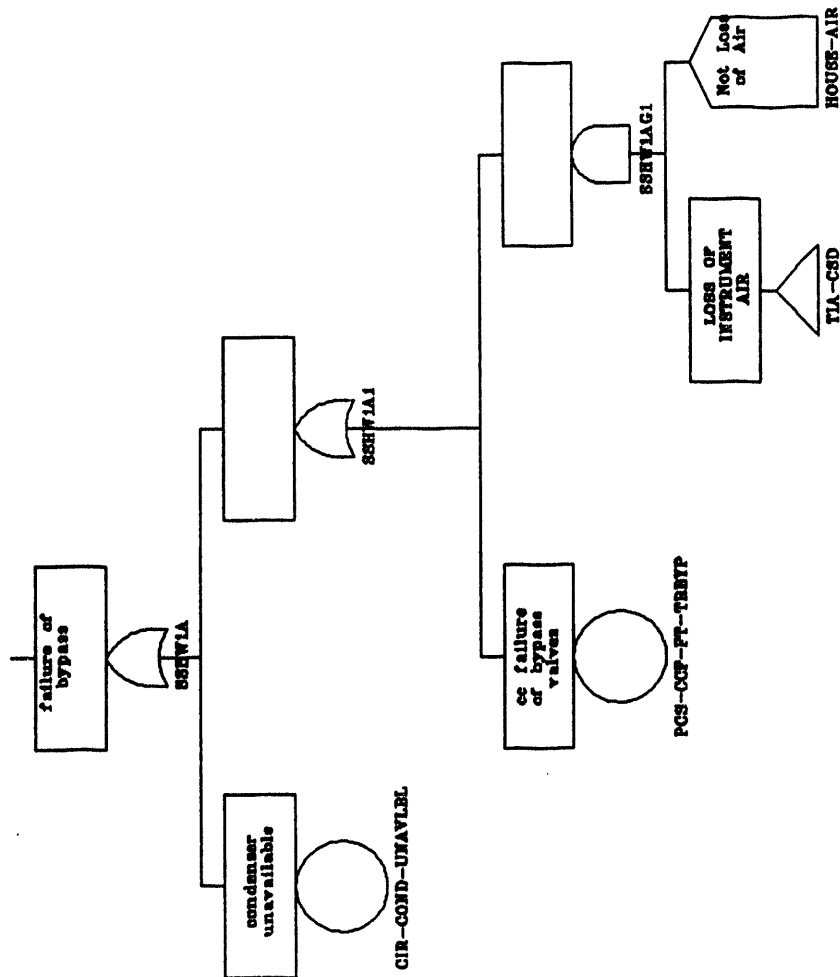 failure of
bypass
SSHW1A
condenser
unavailable
CIR-COND-UNAVLBL
SSHW1A1
cc failure
of bypass
valves
PCS-CCF-FT-TRBYP
SSHW1AG1
LOSS OF
INSTRUMENT
AIR
TIA-CSD
Not Loss
of Air
HOUSE-AIR